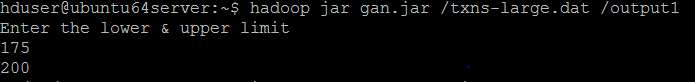 hduser@ubuntu64server:~$ hadoop jar gan.jar /txns-large.dat /output1
Enter the lower & upper limit
175
200